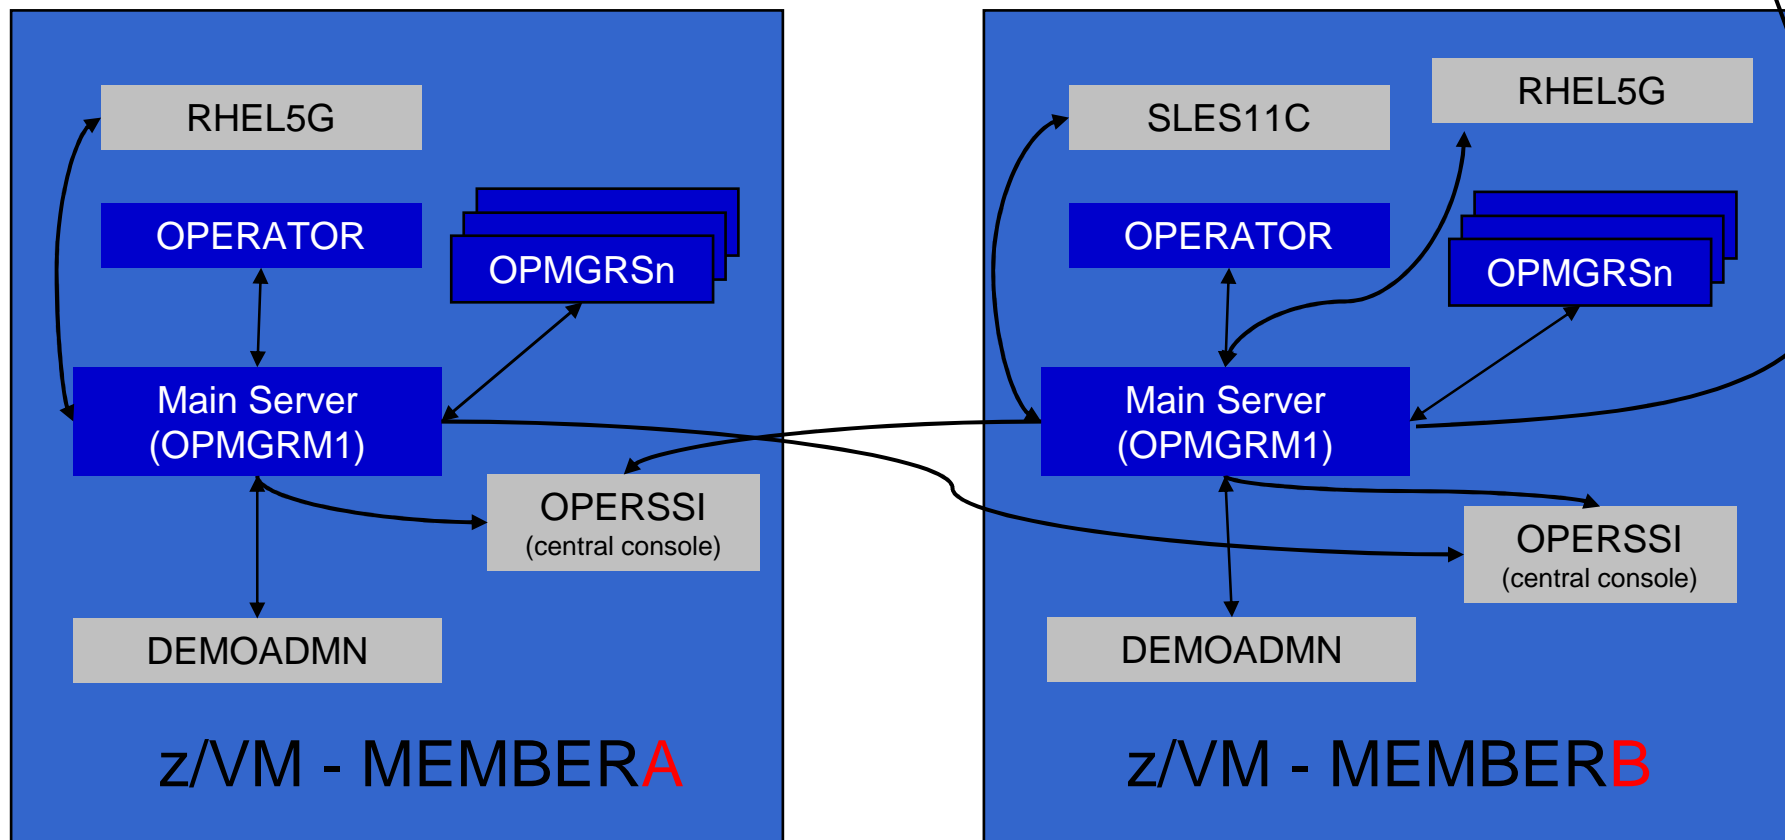 RHEL5G
OPERATOR
OPMGRSn
Main Server
(OPMGRM1)
OPERSSI
(central console)
DEMOADMN
z/VM - MEMBERA
SLES11C
RHEL5G
OPERATOR
OPMGRSn
Main Server
(OPMGRM1)
OPERSSI
(central console)
DEMOADMN
z/VM - MEMBERB